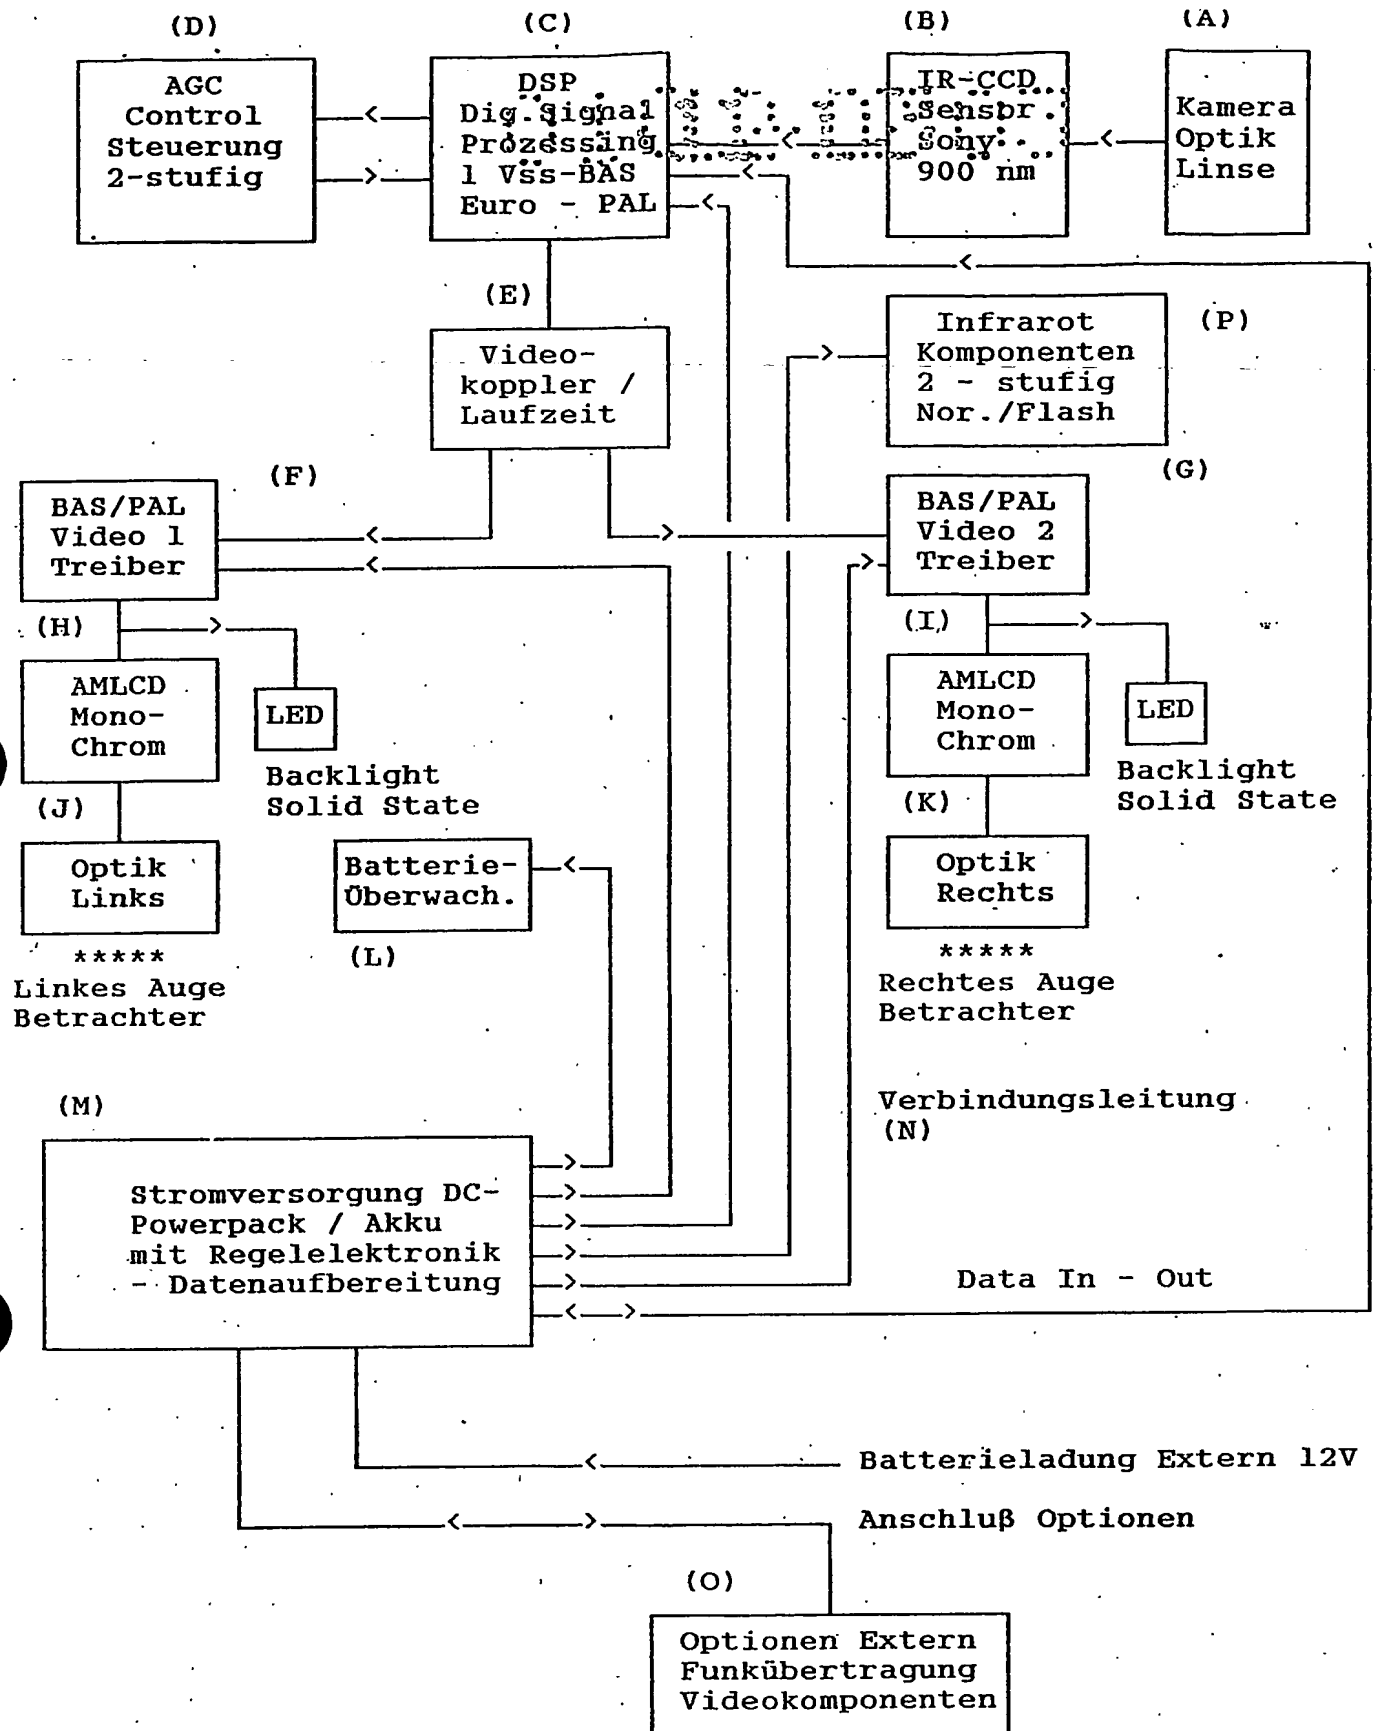 (D)
(C)
(B)
(A)
AGC
Control
Steuerung
2-stufig
DSP
Dig.Signal
Prozessing
1 Vss-BAS
Euro - PAL
IR-CCD
Sensor
Sony
900 nm
Kamera
Optik
Linse
(E)
Video-
koppler /
Laufzeit
Infrarot
Komponenten
2 - stufig
Nor./Flash
(P)
(F)
(G)
BAS/PAL
Video 1
Treiber
BAS/PAL
Video 2
Treiber
(H)
(I)
AMLCD
Mono-
Chrom
LED
Backlight
Solid State
AMLCD
Mono-
Chrom
LED
Backlight
Solid State
(J)
(K)
Optik
Links
Batterie-
Überwach.
Optik
Rechts
*****
Linkes Auge
Betrachter
(L)
*****
Rechtes Auge
Betrachter
(M)
Verbindungsleitung
(N)
Stromversorgung DC-
Powerpack / Akku
mit Regelelektronik
- Datenaufbereitung
Data In - Out
Batterieladung Extern 12V
Anschluß Optionen
(O)
Optionen Extern
Funkübertragung
Videokomponenten